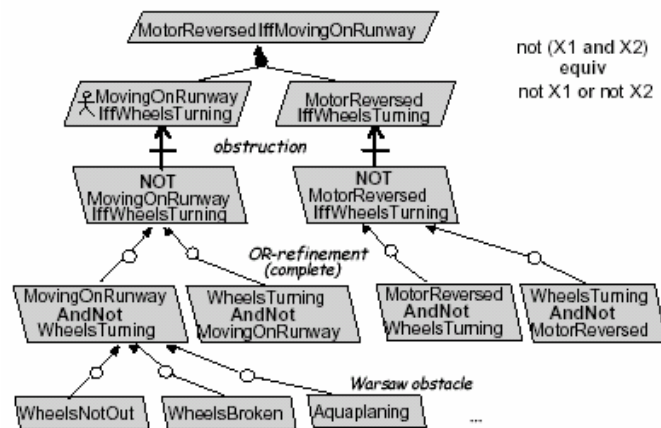 MotorReversedIffMovingOnRunway
not (X1 and X2)
equiv
not X1 or not X2
MovingOnRunway
IffWheelsTurning
MotorReversed
IffWheelsTurning
obstruction
NOT
MovingOnRunway
IffWheelsTurning
NOT
MotorReversed
IffWheelsTurning
OR-refinement
(complete)
MovingOnRunway
AndNot
WheelsTurning
WheelsTurning
AndNot
MovingOnRunway
MotorReversed
AndNot
WheelsTurning
WheelsTurning
AndNot
MotorReversed
Warsaw obstacle
WheelsNotOut
WheelsBroken
Aquaplaning
...